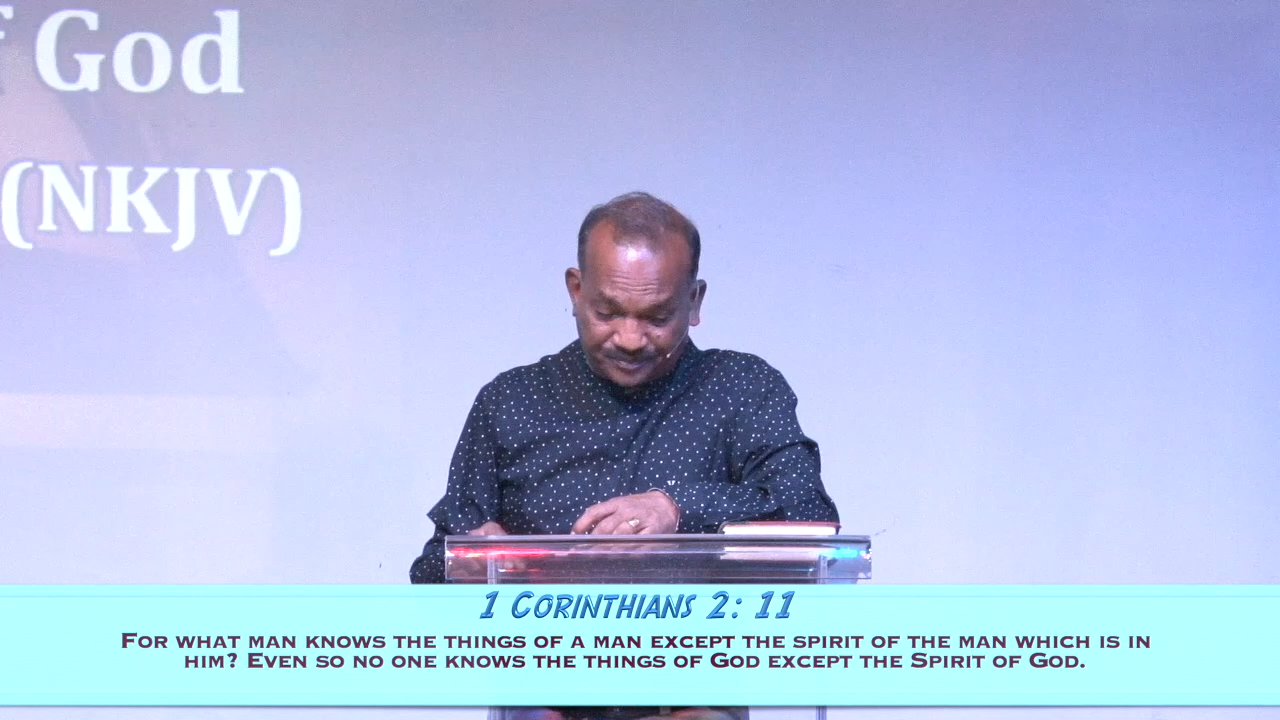 f God
(NKJV)
1 Corinthians 2: 11
For what man knows the things of a man except the spirit of the man which is in
him? Even so no one knows the things of God except the Spirit of God.